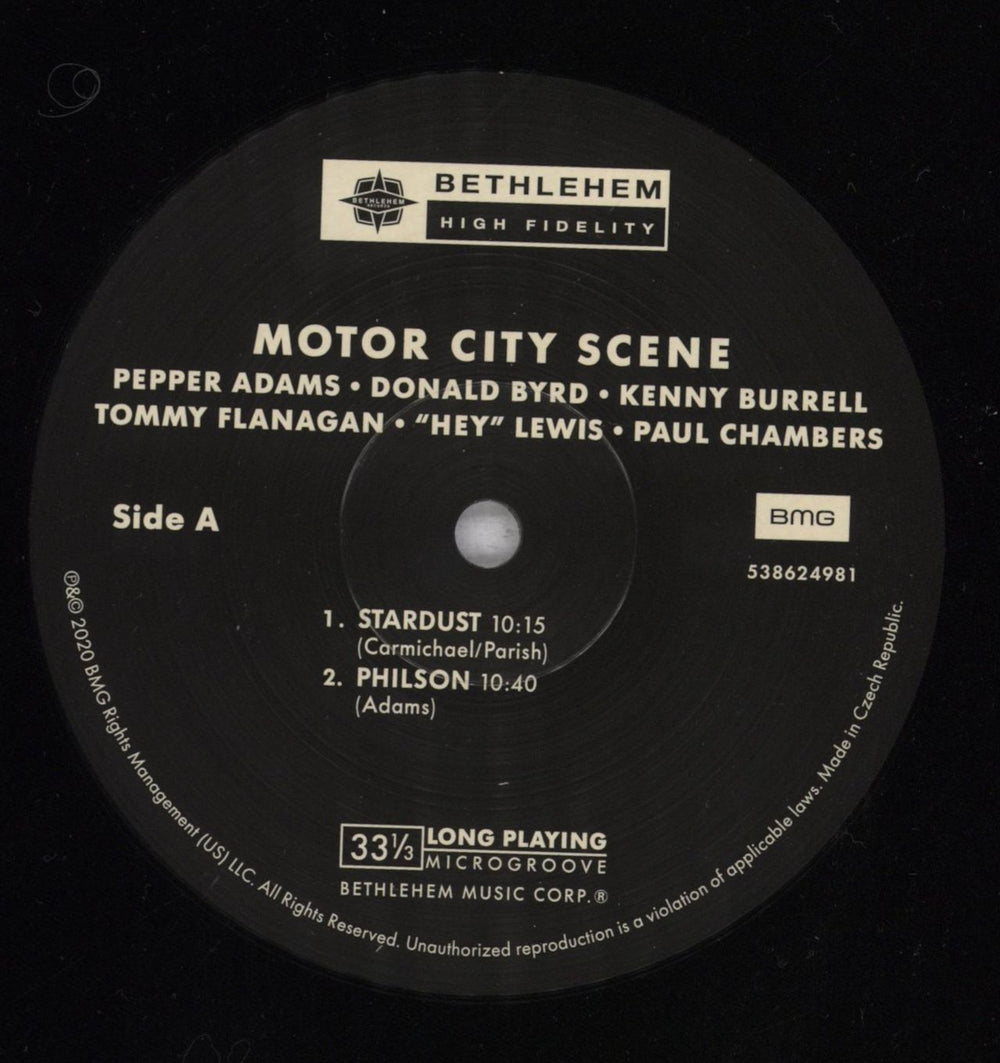 BETHLEHEM
RECORDS
BETHLEHEM
HIGH FIDELITY
MOTOR CITY SCENE
PEPPER ADAMS • DONALD BYRD • KENNY BURRELL
TOMMY FLANAGAN • “HEY” LEWIS • PAUL CHAMBERS
Side A
BMG
538624981
1. STARDUST 10:15
(Carmichael/Parish)
2. PHILSON 10:40
(Adams)
33⅓ LONG PLAYING
MICROGROOVE
BETHLEHEM MUSIC CORP.®
℗&© 2020 BMG Rights Management (US) LLC. All Rights Reserved. Unauthorized reproduction is a violation of applicable laws. Made in Czech Republic.